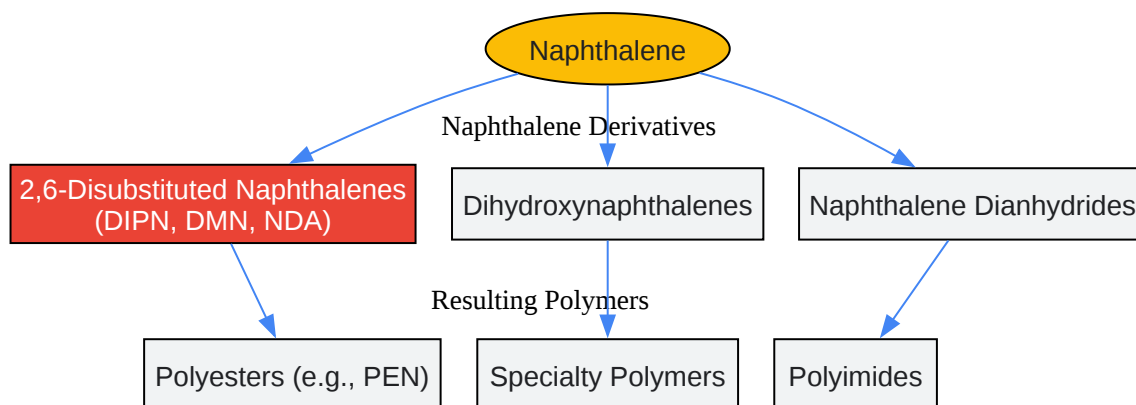 Naphthalene
Naphthalene Derivatives
2,6-Disubstituted Naphthalenes
(DIPN, DMN, NDA)
Dihydroxynaphthalenes
Naphthalene Dianhydrides
Resulting Polymers
Polyesters (e.g., PEN)
Specialty Polymers
Polyimides